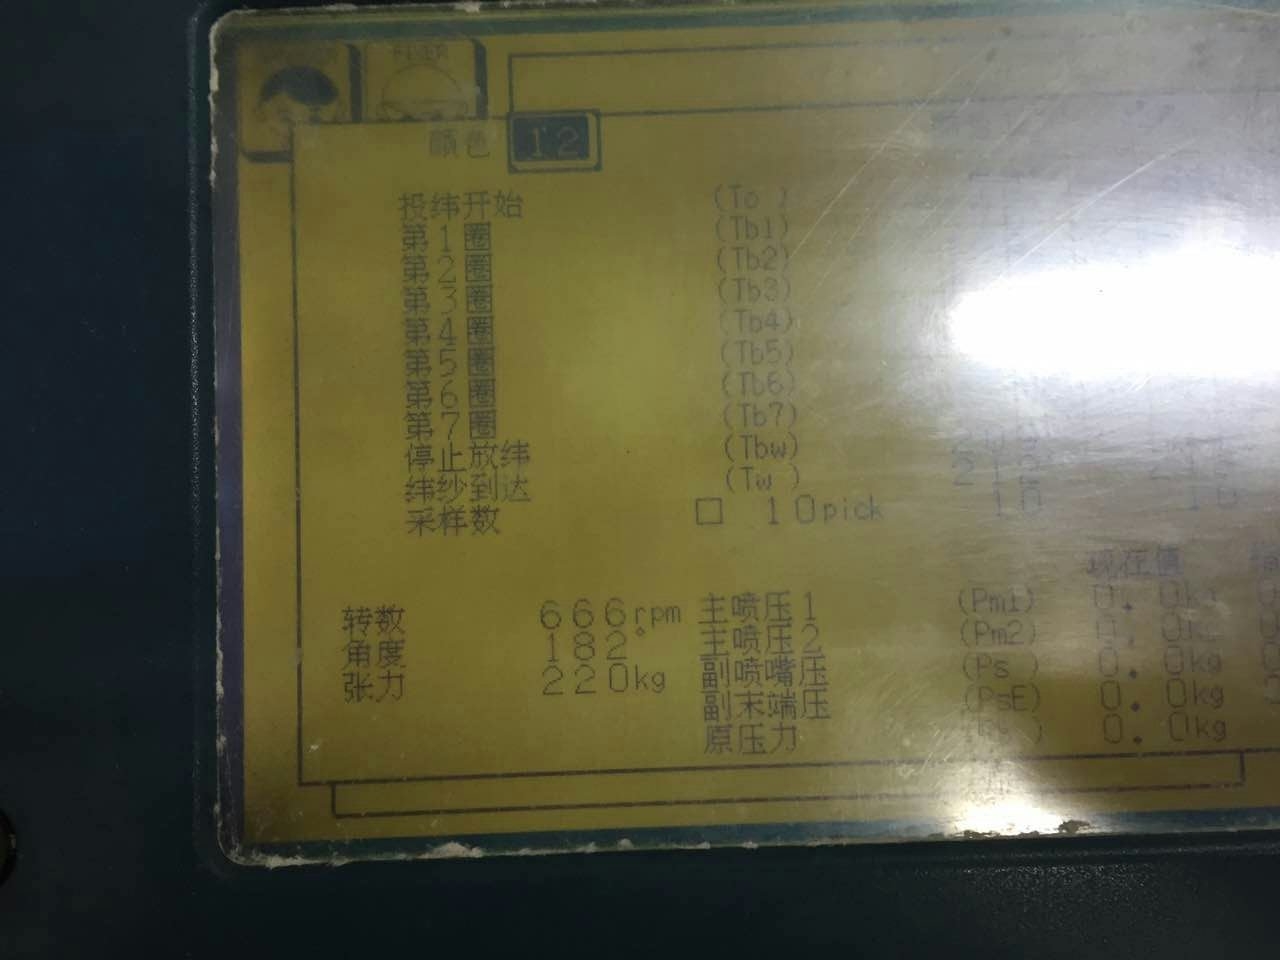 FILLER
颜色 12
投纬开始 (To )
第1圈 (Tb1)
第2圈 (Tb2)
第3圈 (Tb3)
第4圈 (Tb4)
第5圈 (Tb5)
第6圈 (Tb6)
第7圈 (Tb7)
停止放纬 (Tbw)
纬纱到达 (Tw )
采样数 □ 10pick
现在值
转数 666rpm 主喷压1 (Pm1) 0.0kg
角度 182° 主喷压2 (Pm2) 0.0kg
张力 220kg 副喷嘴压 (Ps ) 0.0kg
副末端压 (PsE) 0.0kg
原压力 0.0kg